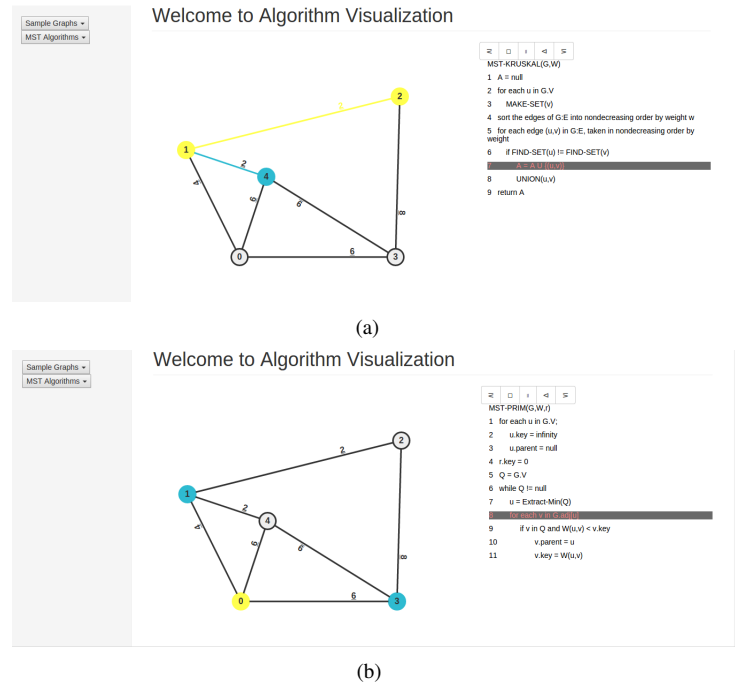 Welcome to Algorithm Visualization
Sample Graphs
MST Algorithms
MST-KRUSKAL(G,W)
1 A = null
2 for each u in G.V
3 MAKE-SET(v)
4 sort the edges of G:E into nondecreasing order by weight w
5 for each edge (u,v) in G:E, taken in nondecreasing order by
weight
6 if FIND-SET(u) != FIND-SET(v)
7 A = A U {(u,v)}
8 UNION(u,v)
9 return A
2
2
1
2
4
4
6
6
8
6
0
3
(a)
Welcome to Algorithm Visualization
Sample Graphs
MST Algorithms
MST-PRIM(G,W,r)
1 for each u in G.V;
2 u.key = infinity
3 u.parent = null
4 r.key = 0
5 Q = G.V
6 while Q != null
7 u = Extract-Min(Q)
8 for each v in G.adj[u]
9 if v in Q and W(u,v) < v.key
10 v.parent = u
11 v.key = W(u,v)
2
2
1
2
4
4
6
6
8
6
0
3
(b)